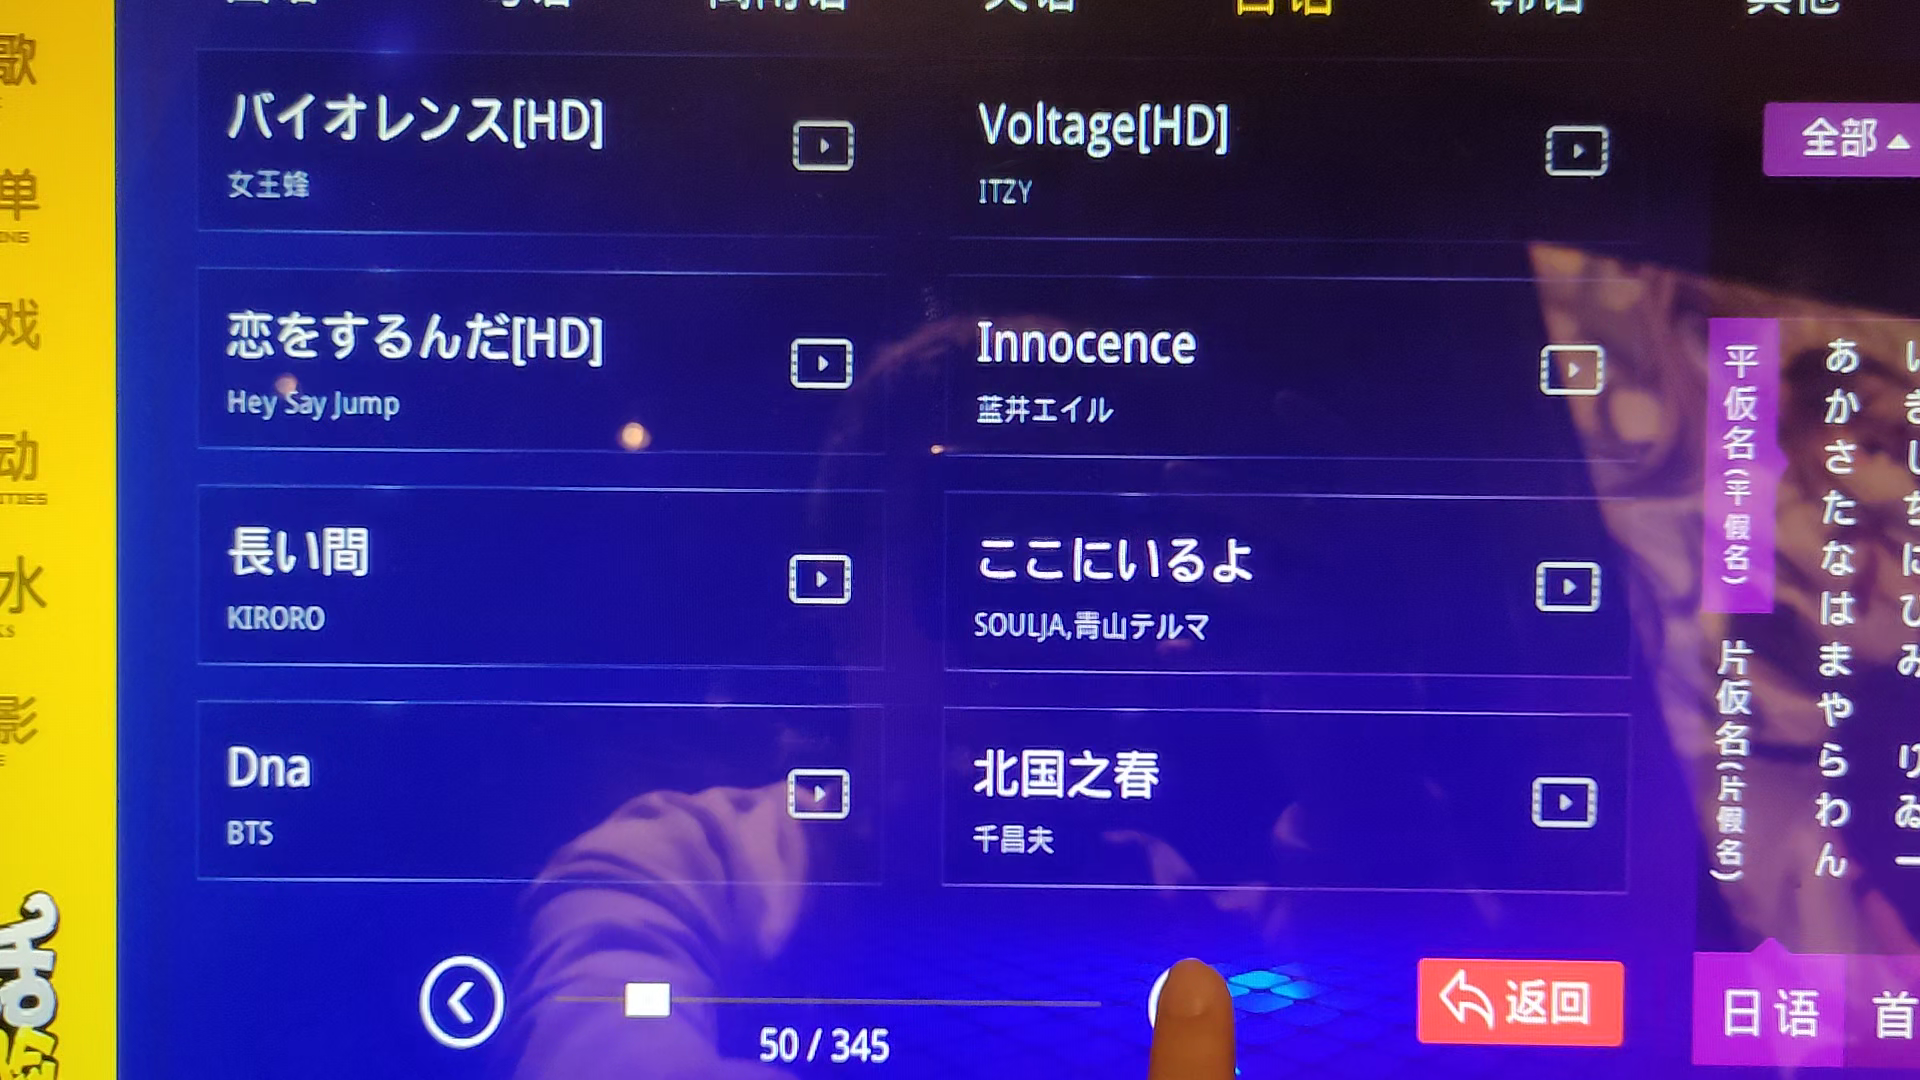 日语
バイオレンス[HD]
女王蜂
Voltage[HD]
ITZY
全部
恋をするんだ[HD]
Hey Say Jump
Innocence
蓝井エイル
長い間
KIRORO
ここにいるよ
SOULJA,青山テルマ
Dna
BTS
北国之春
千昌夫
50 / 345
返回
平仮名(平假名)
片仮名(片假名)
あかさたなはまやらわん
日语
首
歌
单
戏
动
水
影